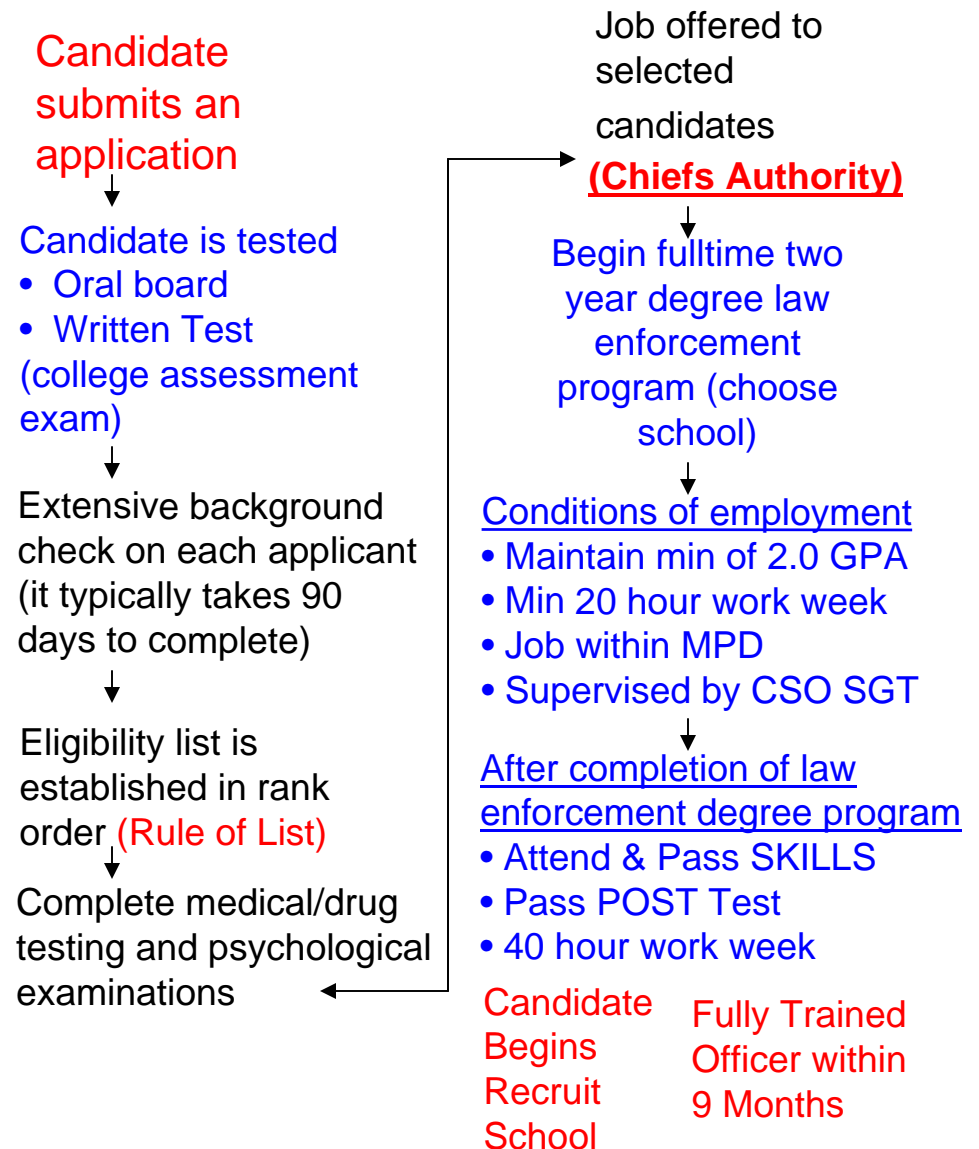 Candidate
submits an
application
Candidate is tested
• Oral board
• Written Test
(college assessment
exam)
Extensive background
check on each applicant
(it typically takes 90
days to complete)
Eligibility list is
established in rank
order (Rule of List)
Complete medical/drug
testing and psychological
examinations
Job offered to
selected
candidates
(Chiefs Authority)
Begin fulltime two
year degree law
enforcement
program (choose
school)
Conditions of employment
• Maintain min of 2.0 GPA
• Min 20 hour work week
• Job within MPD
• Supervised by CSO SGT
After completion of law
enforcement degree program
• Attend & Pass SKILLS
• Pass POST Test
• 40 hour work week
Candidate
Begins
Recruit
School
Fully Trained
Officer within
9 Months